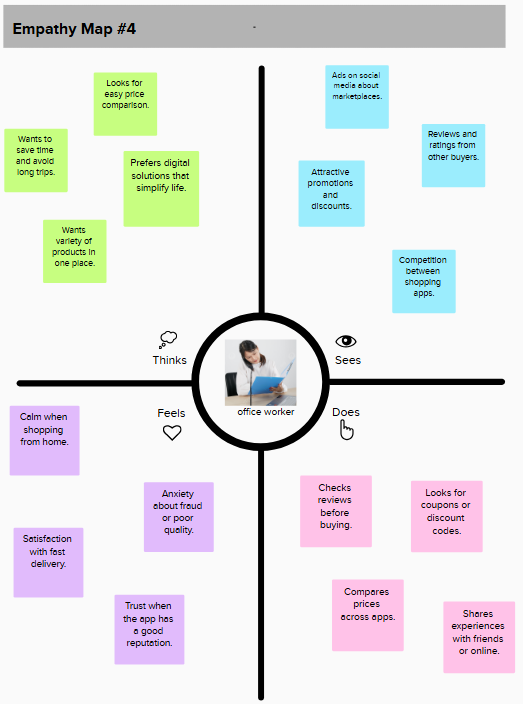 Empathy Map #4
Looks for
easy price
comparison.
Wants to
save time
and avoid
long trips.
Prefers digital
solutions that
simplify life.
Wants
variety of
products in
one place.
Ads on social
media about
marketplaces.
Reviews and
ratings from
other buyers.
Attractive
promotions
and
discounts.
Competition
between
shopping
apps.
Thinks
Sees
office worker
Feels
Does
Calm when
shopping
from home.
Anxiety
about fraud
or poor
quality.
Satisfaction
with fast
delivery.
Trust when
the app has
a good
reputation.
Checks
reviews
before
buying.
Looks for
coupons or
discount
codes.
Compares
prices
across apps.
Shares
experiences
with friends
or online.